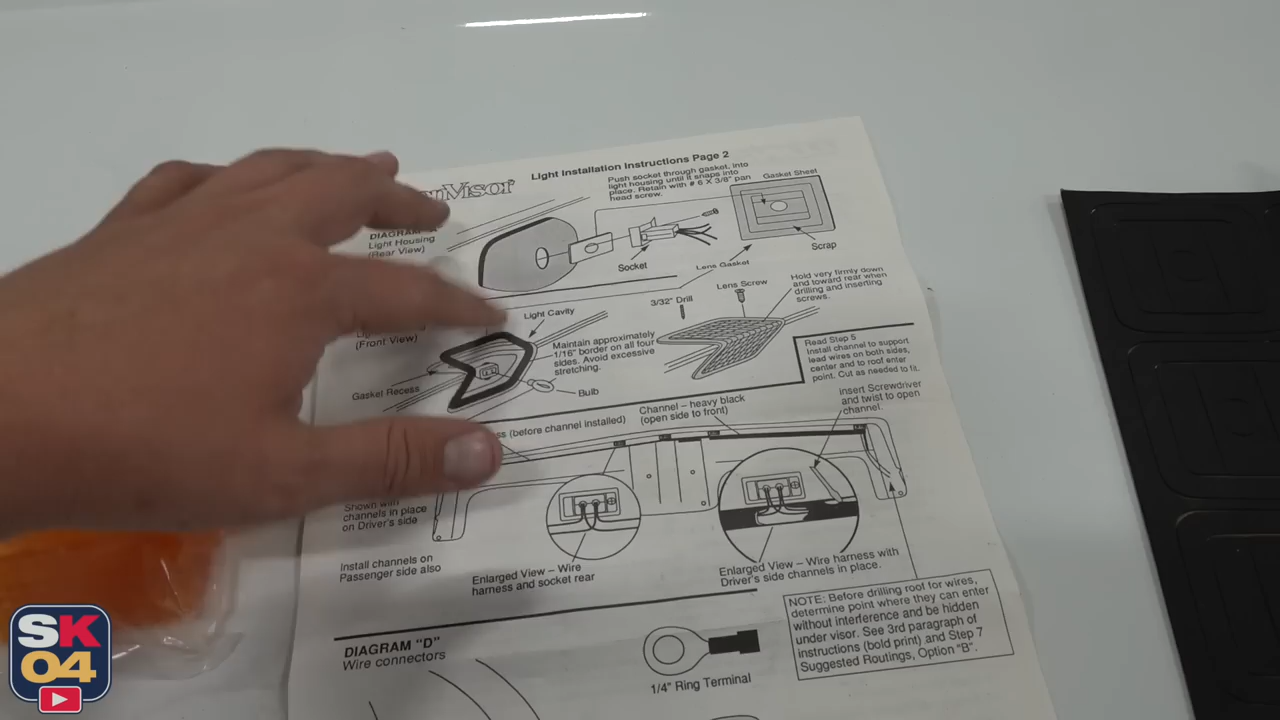 Light Installation Instructions Page 2
Push socket through gasket, into
light housing until it snaps into
place. Retain with # 6 X 3/8" pan
head screw.
Gasket Sheet
DIAGRAM
Light Housing
(Rear View)
Socket
Lens Gasket
Scrap
Light Cavity
3/32" Drill
Lens Screw
Hold very firmly down
and toward rear when
drilling and inserting
screws.
(Front View)
Maintain approximately
1/16" border on all four
sides. Avoid excessive
stretching.
Gasket Recess
Bulb
Read Step 5
Install channel to support
lead wires on both sides,
center and to roof enter
point. Cut as needed to fit.
(before channel installed)
Channel – heavy black
(open side to front)
Insert Screwdriver
and twist to open
channel.
Shown with
channels in place
on Driver's side
Install channels on
Passenger side also
Enlarged View – Wire
harness and socket rear
Enlarged View – Wire harness with
Driver's side channels in place.
NOTE: Before drilling roof for wires,
determine point where they can enter
without interference and be hidden
under visor. See 3rd paragraph of
instructions (bold print) and Step 7
Suggested Routings, Option "B".
DIAGRAM "D"
Wire connectors
1/4" Ring Terminal
SK
04